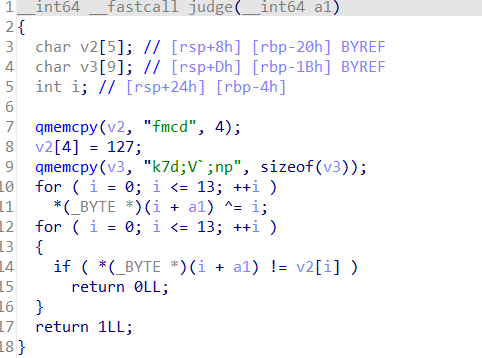 1 __int64 __fastcall judge(__int64 a1)
2 {
3 char v2[5]; // [rsp+8h] [rbp-20h] BYREF
4 char v3[9]; // [rsp+Dh] [rbp-1Bh] BYREF
5 int i; // [rsp+24h] [rbp-4h]
6
7 qmemcpy(v2, "fmcd", 4);
8 v2[4] = 127;
9 qmemcpy(v3, "k7d;V`;np", sizeof(v3));
10 for ( i = 0; i <= 13; ++i )
11 *(_BYTE *)(i + a1) ^= i;
12 for ( i = 0; i <= 13; ++i )
13 {
14 if ( *(_BYTE *)(i + a1) != v2[i] )
15 return 0LL;
16 }
17 return 1LL;
18 }